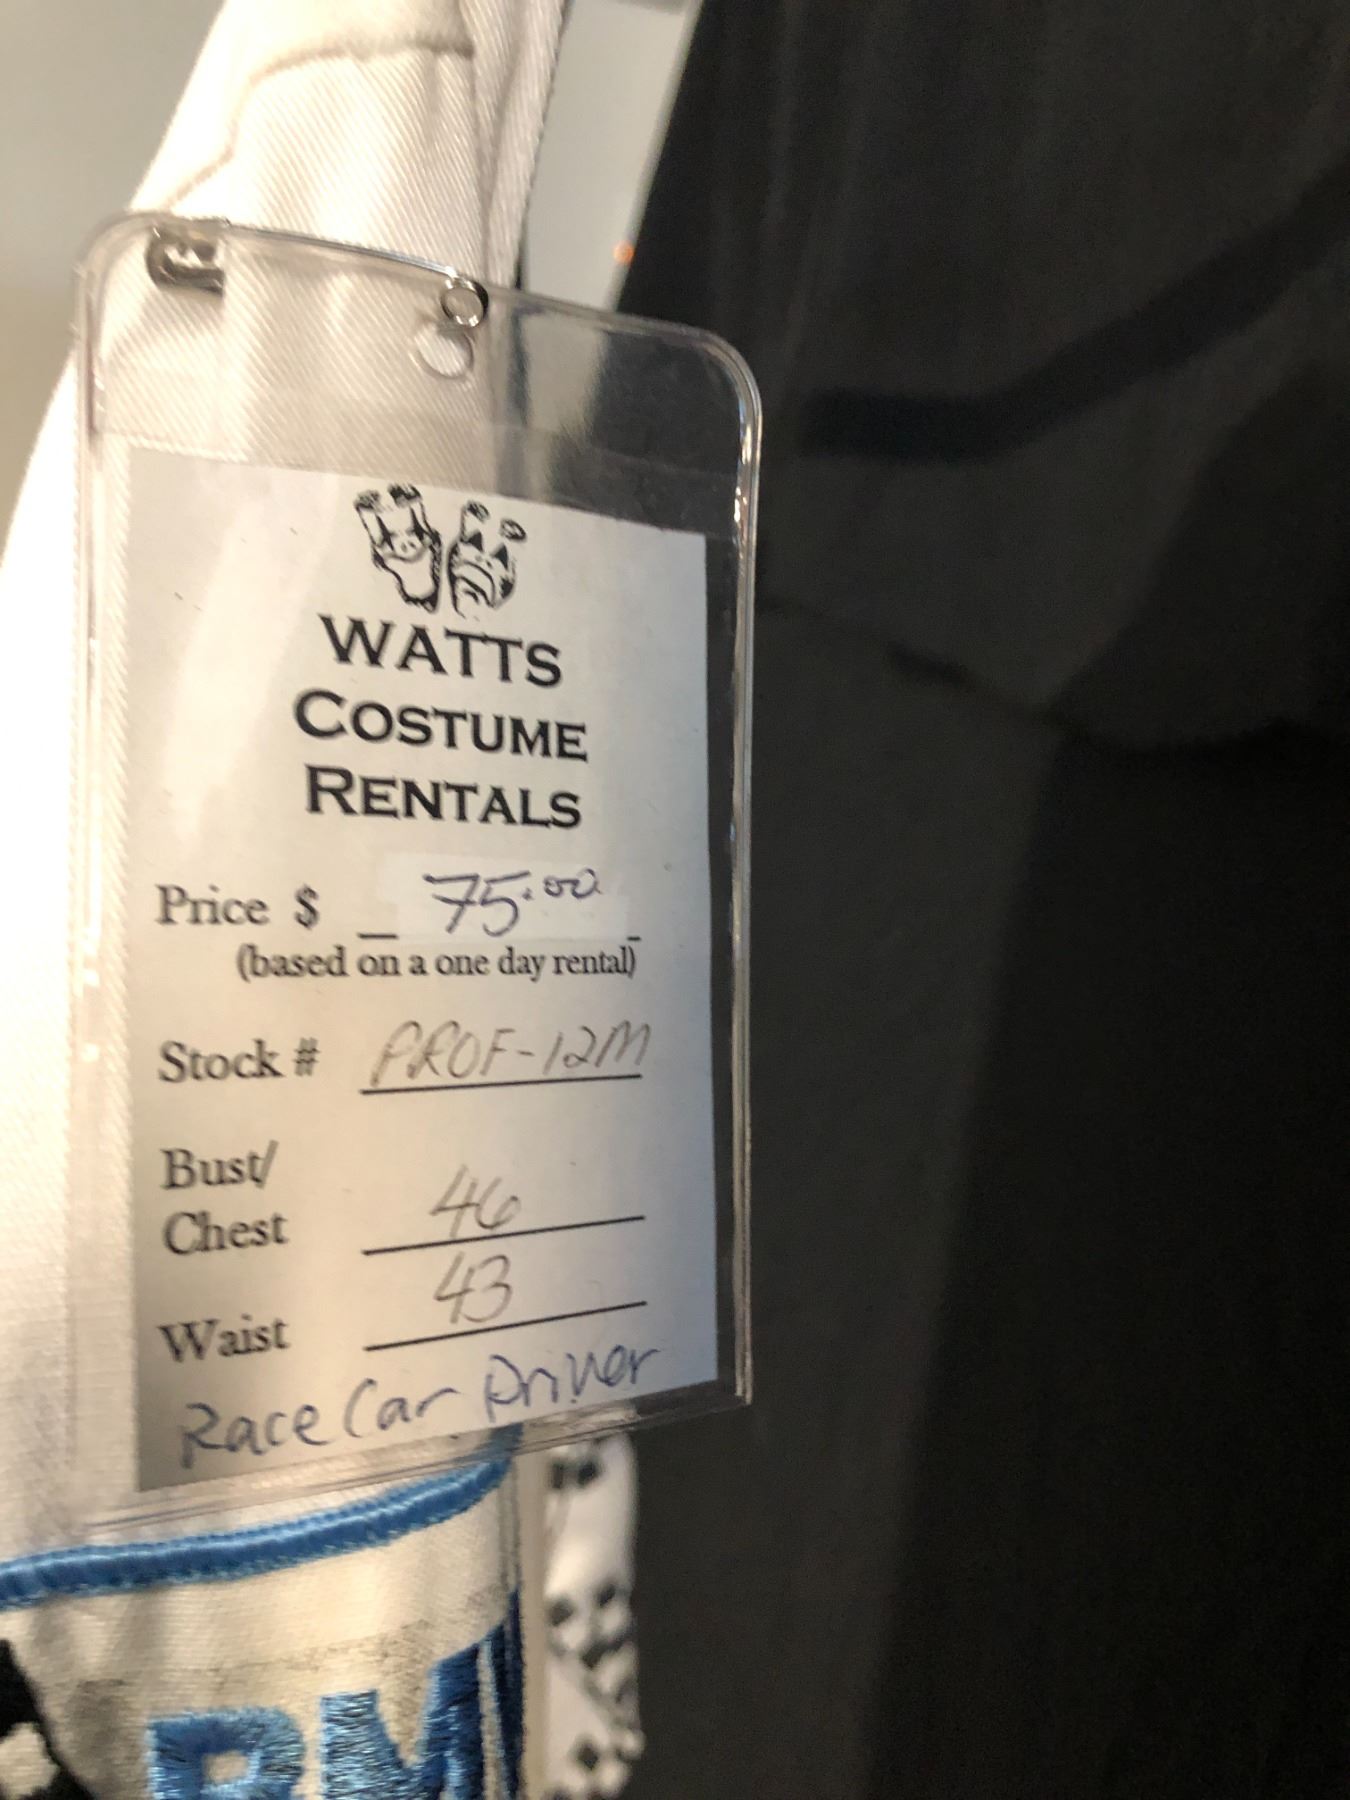 WATTS
COSTUME
RENTALS
Price $ 75.00
(based on a one day rental)
Stock # PROF-12M
Bust/
Chest 46
Waist 43
Race Car Driver